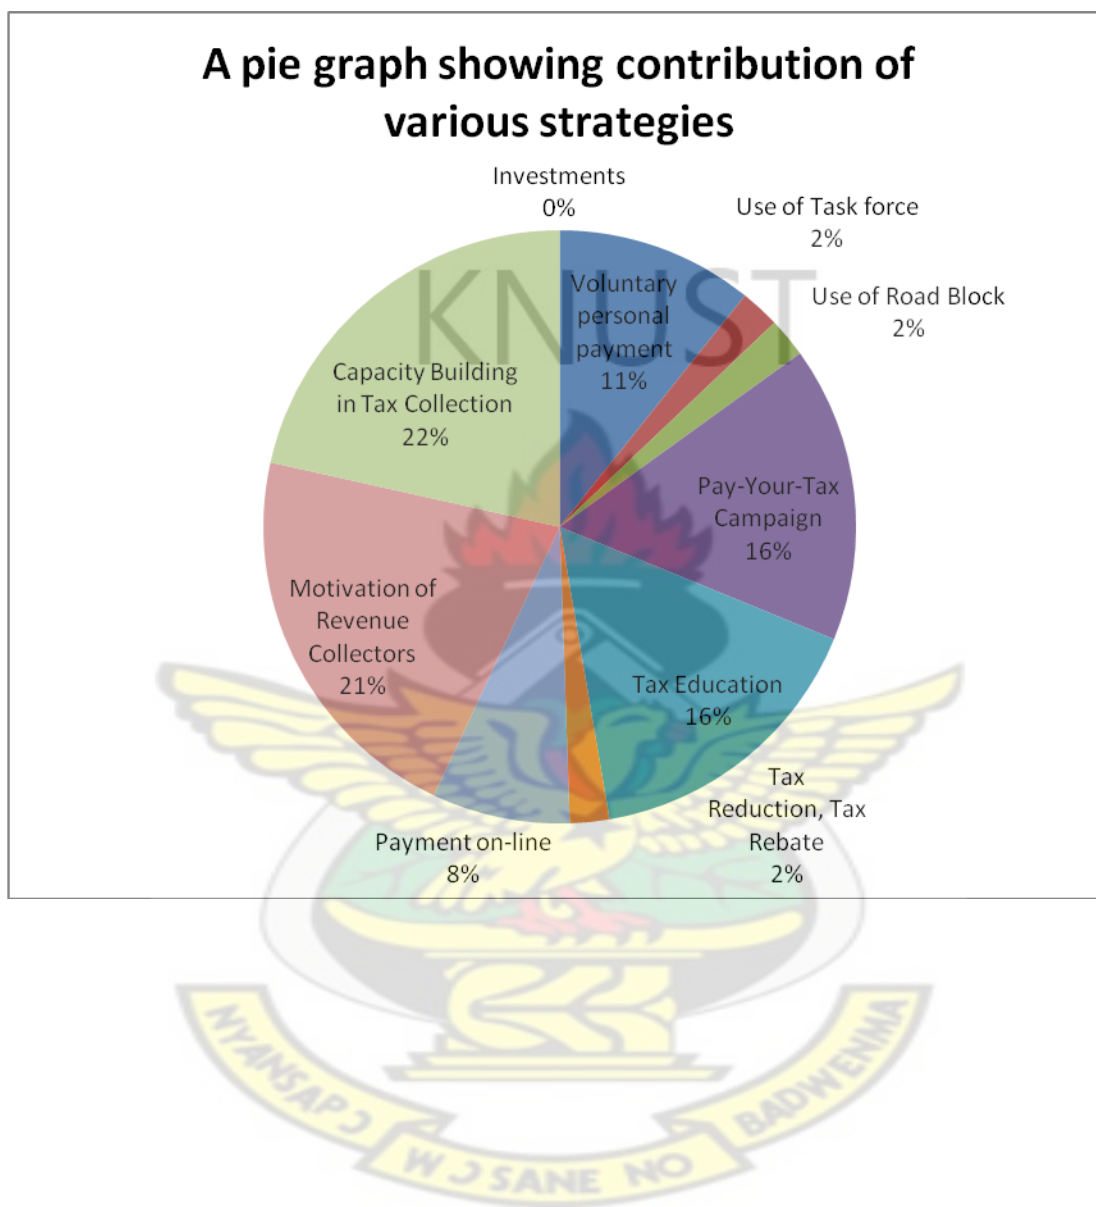 A pie graph showing contribution of
various strategies
Investments
0%
Use of Task force
2%
Use of Road Block
2%
KNUST
Voluntary
personal
payment
11%
Capacity Building
in Tax Collection
22%
Pay-Your-Tax
Campaign
16%
Motivation of
Revenue
Collectors
21%
Tax Education
16%
Tax
Reduction, Tax
Rebate
2%
Payment on-line
8%
NYANSAPƆ
WƆSANE NO
BADWENMA